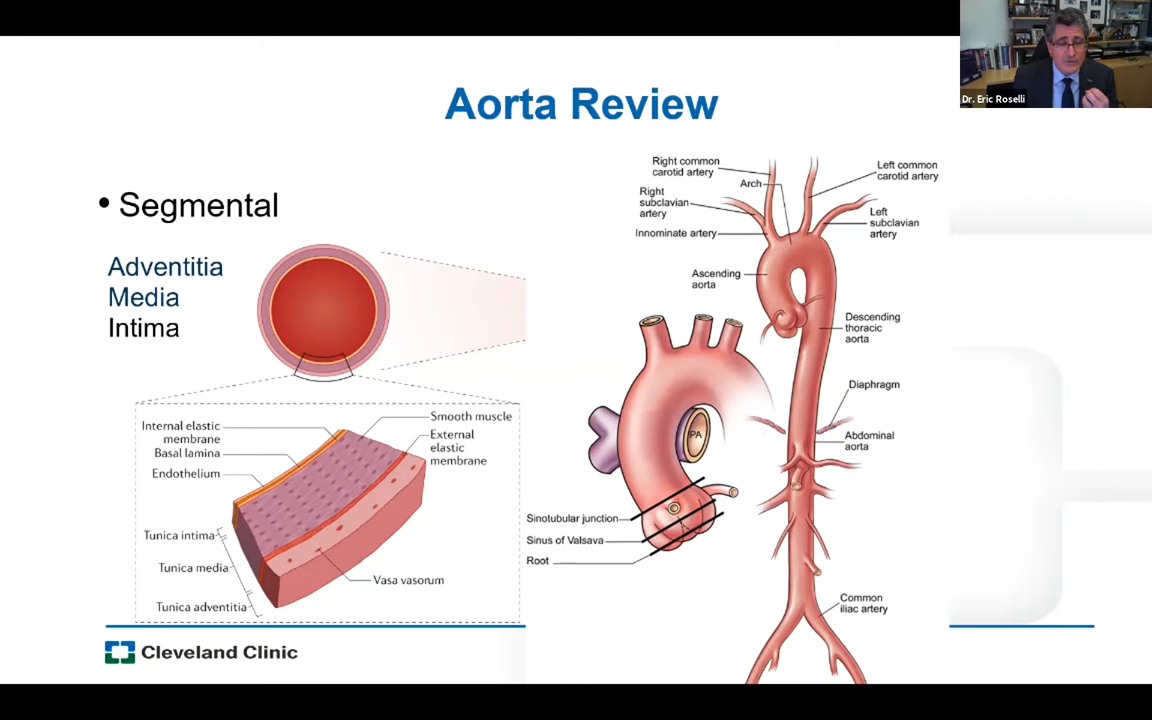 Dr. Eric Roselli
Aorta Review
• Segmental
Adventitia
Media
Intima
Internal elastic
membrane
Basal lamina
Endothelium
Tunica intima
Tunica media
Tunica adventitia
Smooth muscle
External
elastic
membrane
Vasa vasorum
PA
Sinotubular junction
Sinus of Valsava
Root
Right common
carotid artery
Arch
Right
subclavian
artery
Innominate artery
Ascending
aorta
Left common
carotid artery
Left
subclavian
artery
Descending
thoracic
aorta
Diaphragm
Abdominal
aorta
Common
iliac artery
Cleveland Clinic